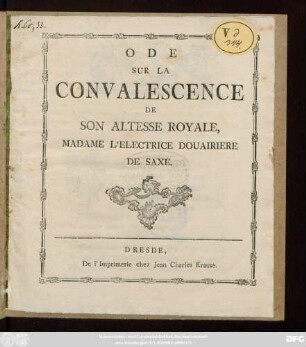 ODE
SUR LA
CONVALESCENCE
DE
SON ALTESSE ROYALE,
MADAME L'ELECTRICE DOUAIRIERE
DE SAXE.
DRESDE,
De l'Imprimerie chez Jean Charles Krause.